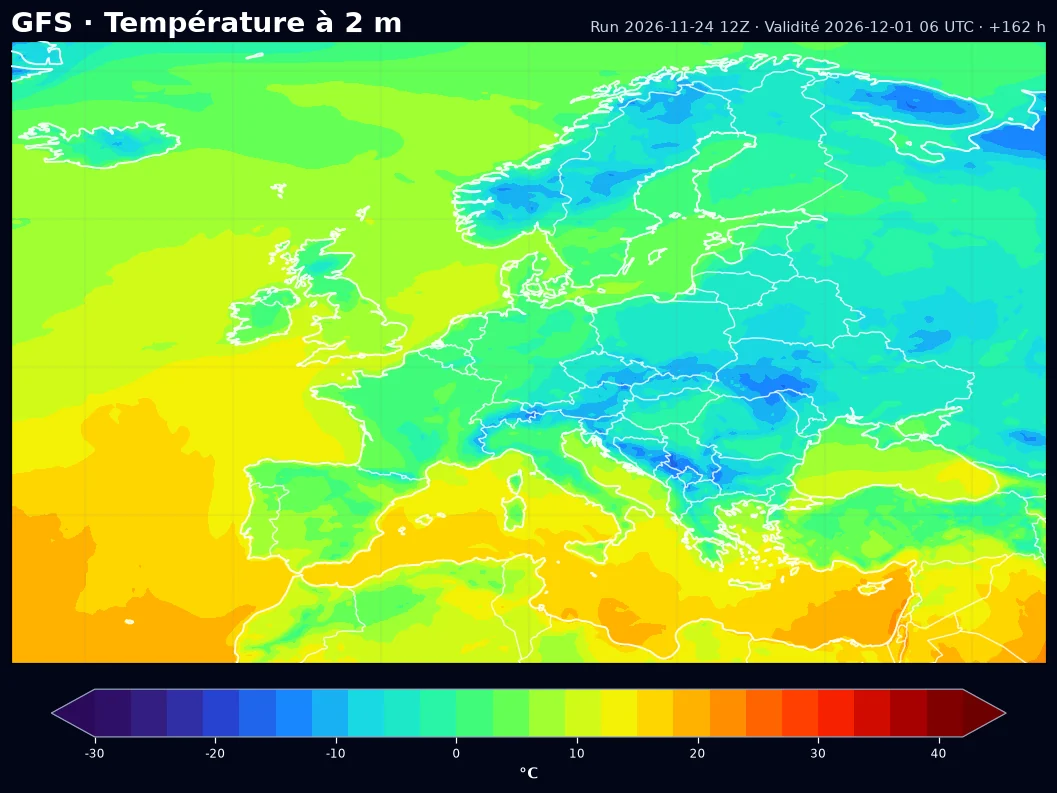 GFS · Température à 2 m
Run 2026-11-24 12Z · Validité 2026-12-01 06 UTC · +162 h
-30 -20 -10 0 10 20 30 40
°C